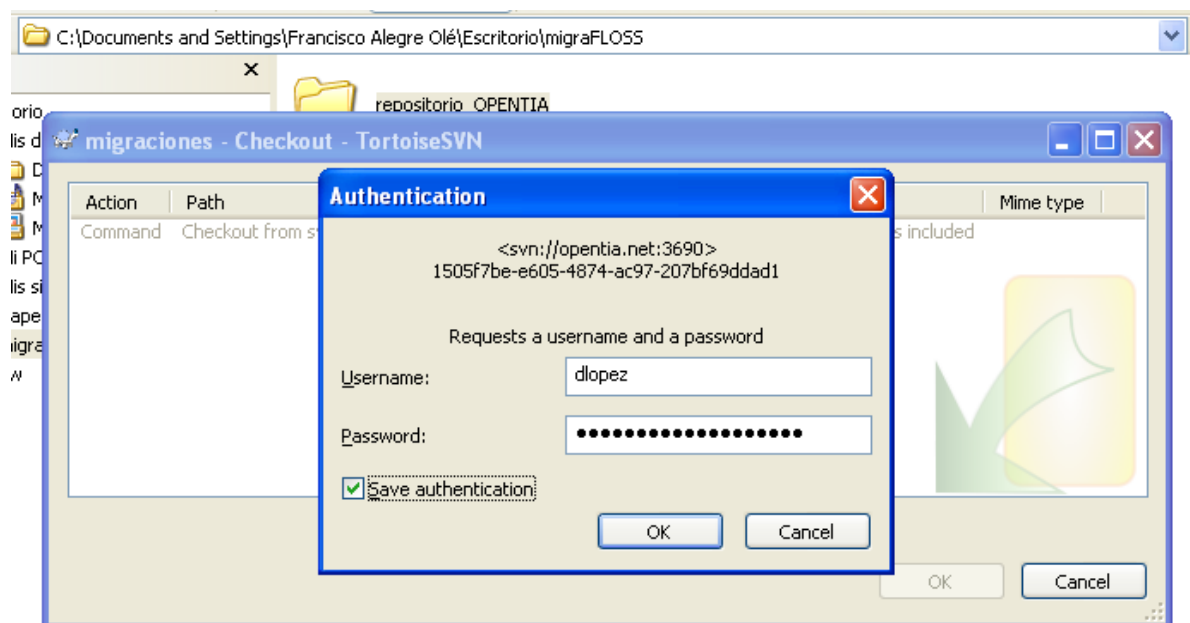 C:\Documents and Settings\Francisco Alegre Olé\Escritorio\migraFLOSS
repositorio_OPENTIA
migraciones - Checkout - TortoiseSVN
Authentication
Action Path Mime type
Command Checkout from s included
<svn://opentia.net:3690>
1505f7be-e605-4874-ac97-207bf69ddad1
Requests a username and a password
Username: dlopez
Password: ●●●●●●●●●●●●●●●●●●●
Save authentication
OK Cancel
OK Cancel